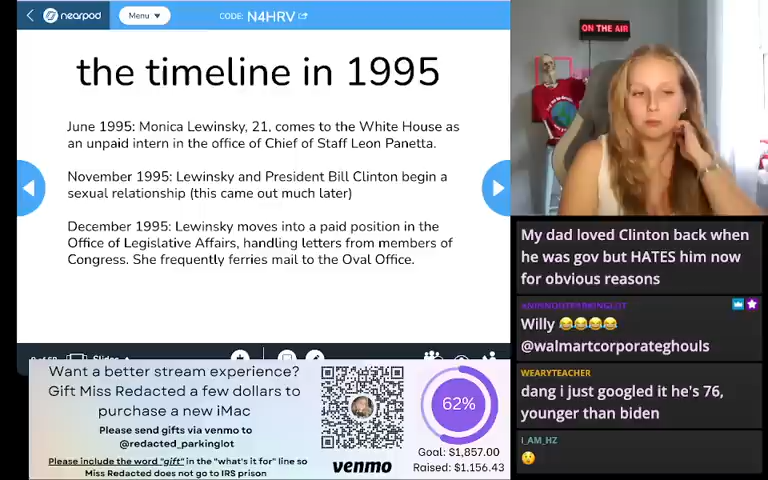 nearpod
Menu
CODE: N4HRV
the timeline in 1995
June 1995: Monica Lewinsky, 21, comes to the White House as
an unpaid intern in the office of Chief of Staff Leon Panetta.
November 1995: Lewinsky and President Bill Clinton begin a
sexual relationship (this came out much later)
December 1995: Lewinsky moves into a paid position in the
Office of Legislative Affairs, handling letters from members of
Congress. She frequently ferries mail to the Oval Office.
Slides
Want a better stream experience?
Gift Miss Redacted a few dollars to
purchase a new iMac
Please send gifts via venmo to
@redacted_parkinglot
Please include the word "gift" in the "what's it for" line so
Miss Redacted does not go to IRS prison
venmo
62%
Goal: $1,857.00
Raised: $1,156.43
ON THE AIR
My dad loved Clinton back when
he was gov but HATES him now
for obvious reasons
Willy 😂😂😂😂
@walmartcorporateghouls
WEARYTEACHER
dang i just googled it he's 76,
younger than biden
I_AM_HZ
😗